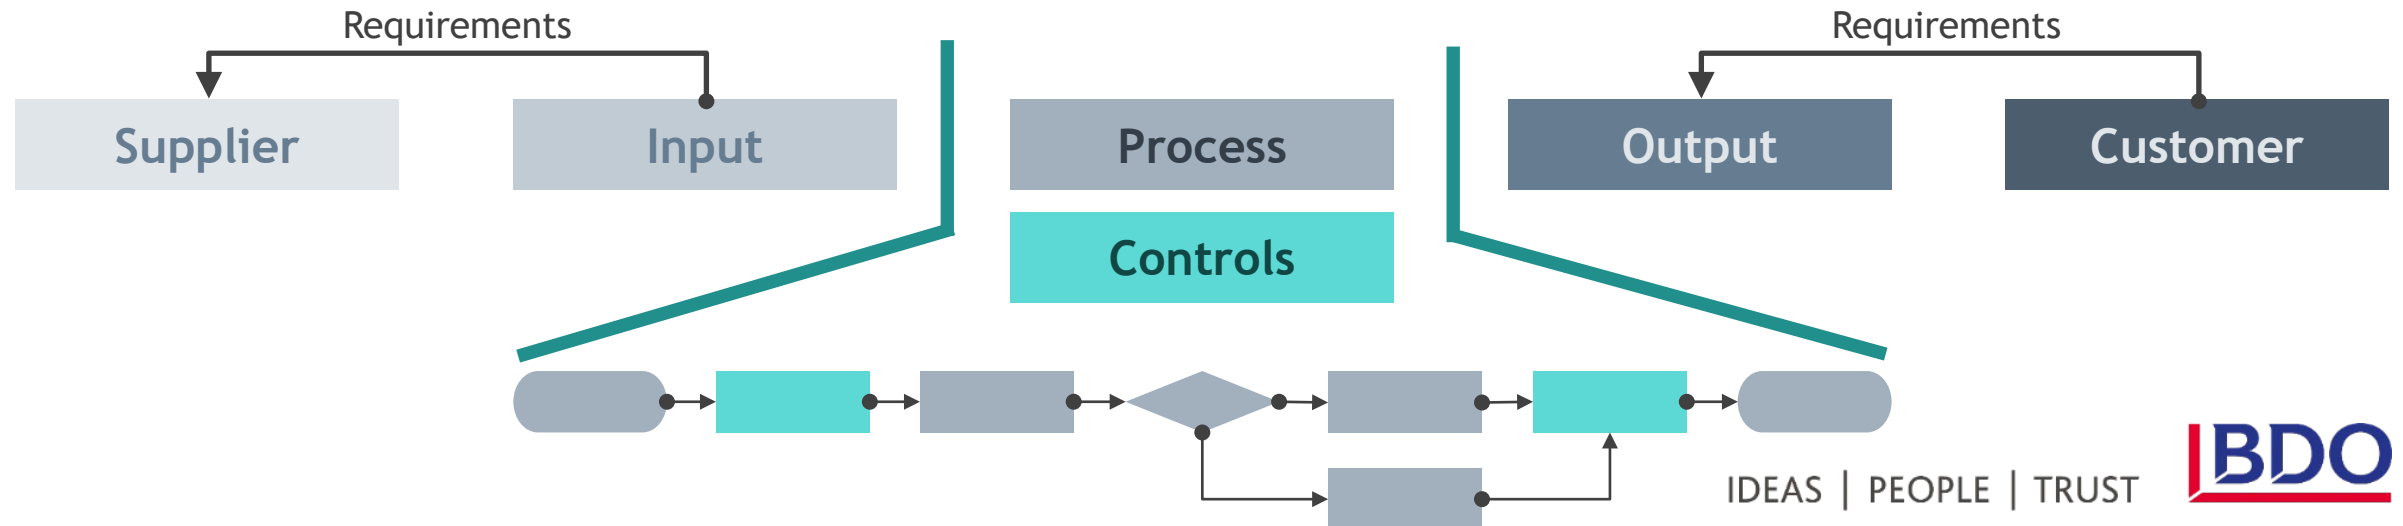 Requirements
Requirements
Supplier
Input
Process
Output
Customer
Controls
IDEAS | PEOPLE | TRUST
BDO